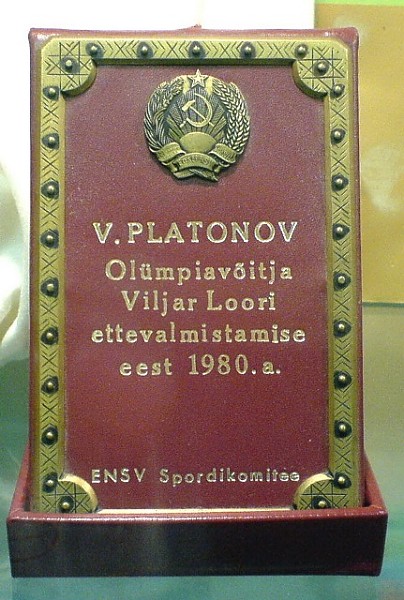 V. PLATONOV
Olümpiavõitja
Viljar Loori
ettevalmistamise
eest 1980. a.
ENSV Spordikomitee